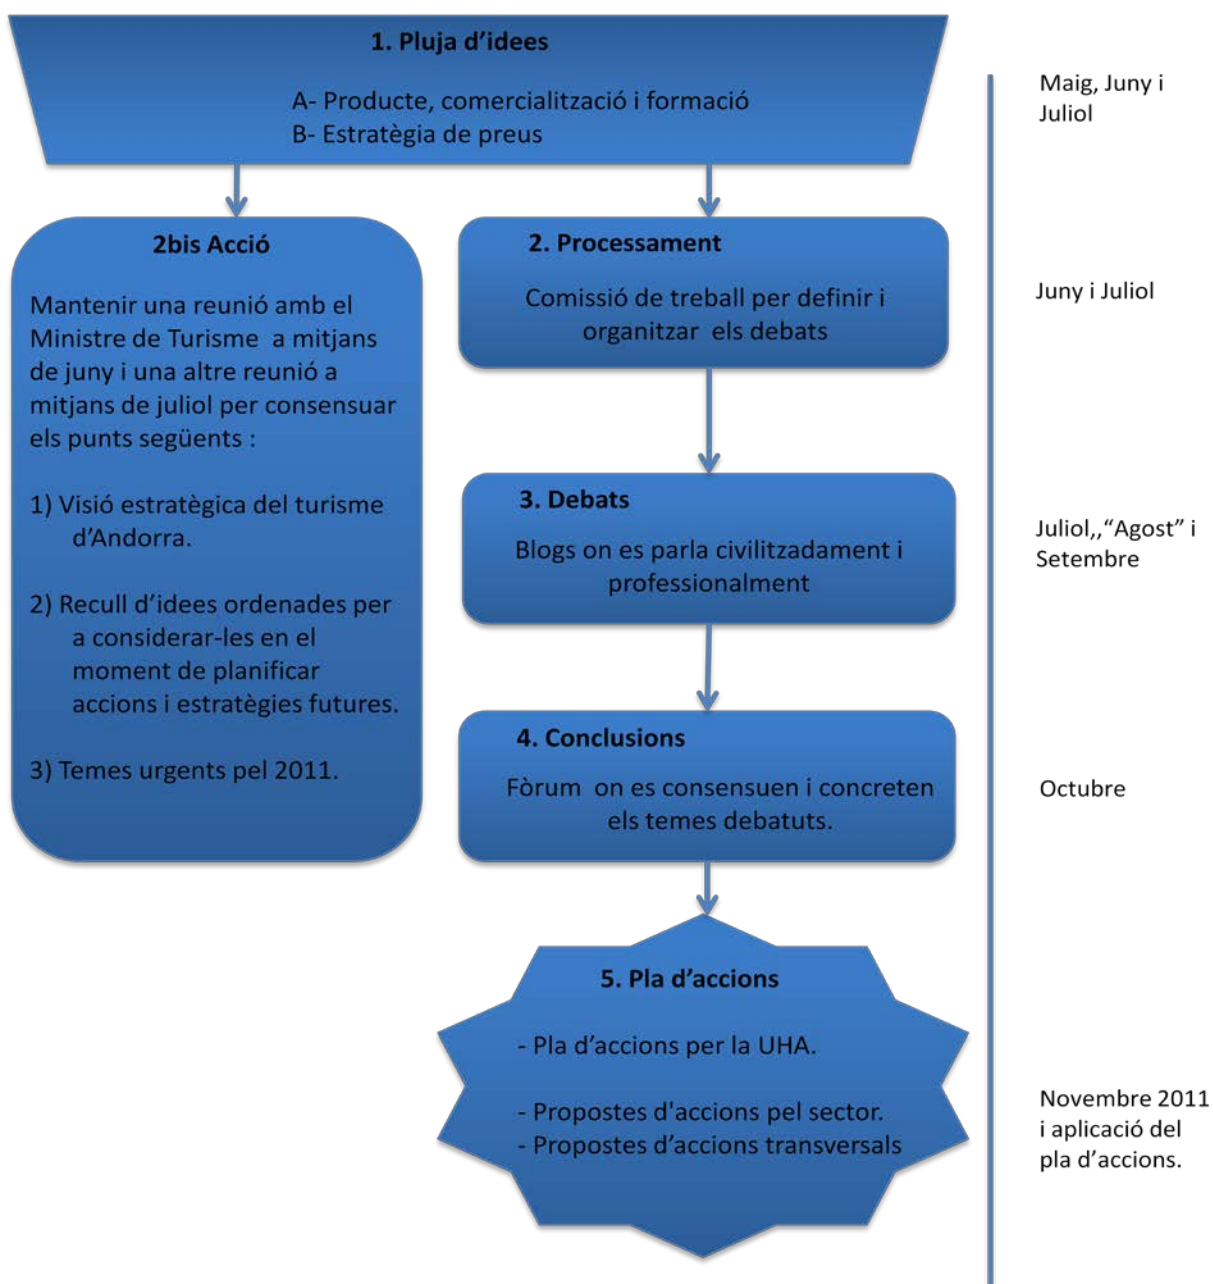 1. Pluja d’idees
A- Producte, comercialització i formació
B- Estratègia de preus
Maig, Juny i
Juliol
2bis Acció
Mantenir una reunió amb el
Ministre de Turisme a mitjans
de juny i una altre reunió a
mitjans de juliol per consensuar
els punts següents :
1) Visió estratègica del turisme
d’Andorra.
2) Recull d’idees ordenades per
a considerar-les en el
moment de planificar
accions i estratègies futures.
3) Temes urgents pel 2011.
2. Processament
Comissió de treball per definir i
organitzar els debats
Juny i Juliol
3. Debats
Blogs on es parla civilitzadament i
professionalment
Juliol,,“Agost” i
Setembre
4. Conclusions
Fòrum on es consensuen i concreten
els temes debatuts.
Octubre
5. Pla d’accions
- Pla d’accions per la UHA.
- Propostes d'accions pel sector.
- Propostes d’accions transversals
Novembre 2011
i aplicació del
pla d’accions.